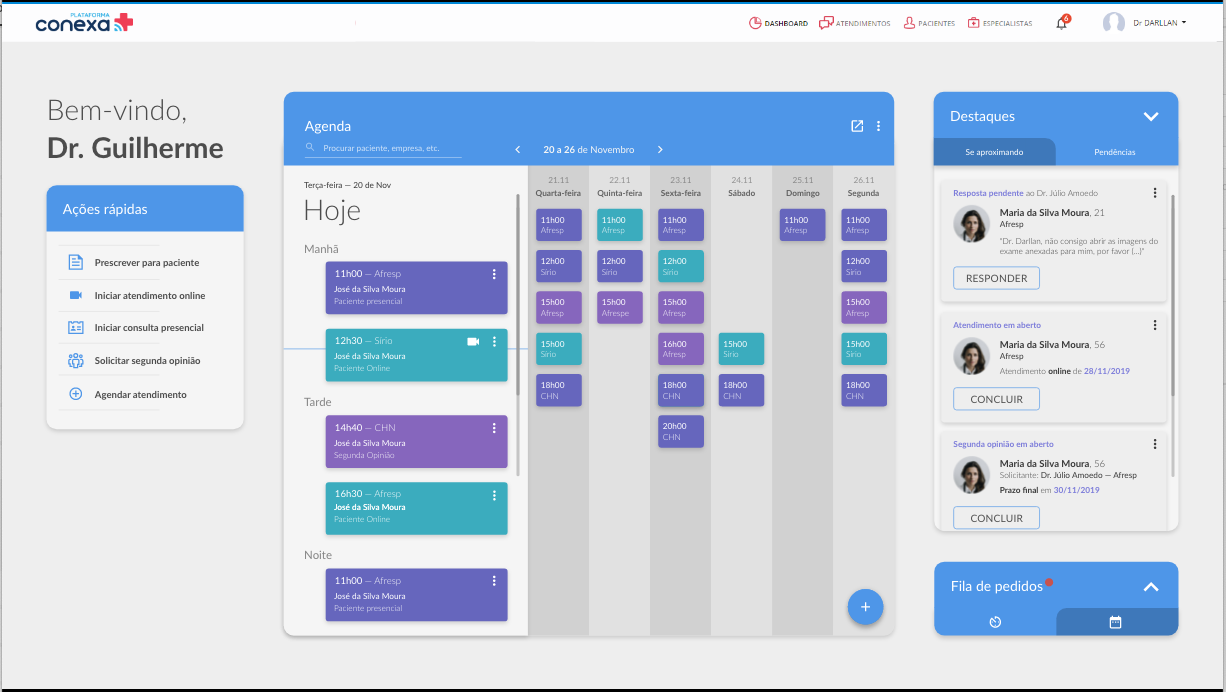 PLATAFORMA
conexa
DASHBOARD
ATENDIMENTOS
PACIENTES
ESPECIALISTAS
6
Dr DARLLAN
Bem-vindo,
Dr. Guilherme
Ações rápidas
Prescrever para paciente
Iniciar atendimento online
Iniciar consulta presencial
Solicitar segunda opinião
Agendar atendimento
Agenda
Procurar paciente, empresa, etc.
20 a 26 de Novembro
Terça-feira — 20 de Nov
Hoje
Manhã
11h00 — Afresp
José da Silva Moura
Paciente presencial
12h30 — Sírio
José da Silva Moura
Paciente Online
Tarde
14h40 — CHN
José da Silva Moura
Segunda Opinião
16h30 — Afresp
José da Silva Moura
Paciente Online
Noite
11h00 — Afresp
José da Silva Moura
Paciente presencial
21.11
Quarta-feira
11h00
Afresp
12h00
Sírio
15h00
Afresp
15h00
Sírio
18h00
CHN
22.11
Quinta-feira
11h00
Afresp
12h00
Sírio
15h00
Afrespe
23.11
Sexta-feira
11h00
Afresp
12h00
Sírio
15h00
Afresp
16h00
Afresp
18h00
CHN
20h00
CHN
24.11
Sábado
15h00
Sírio
18h00
CHN
25.11
Domingo
11h00
Afresp
26.11
Segunda
11h00
Afresp
12h00
Sírio
15h00
Afresp
15h00
Sírio
18h00
CHN
+
Destaques
Se aproximando
Pendências
Resposta pendente ao Dr. Júlio Amoedo
Maria da Silva Moura, 21
Afresp
"Dr. Darllan, não consigo abrir as imagens do
exame anexadas para mim, por favor (...)"
RESPONDER
Atendimento em aberto
Maria da Silva Moura, 56
Afresp
Atendimento online de 28/11/2019
CONCLUIR
Segunda opinião em aberto
Maria da Silva Moura, 56
Solicitante: Dr. Júlio Amoedo — Afresp
Prazo final em 30/11/2019
CONCLUIR
Fila de pedidos